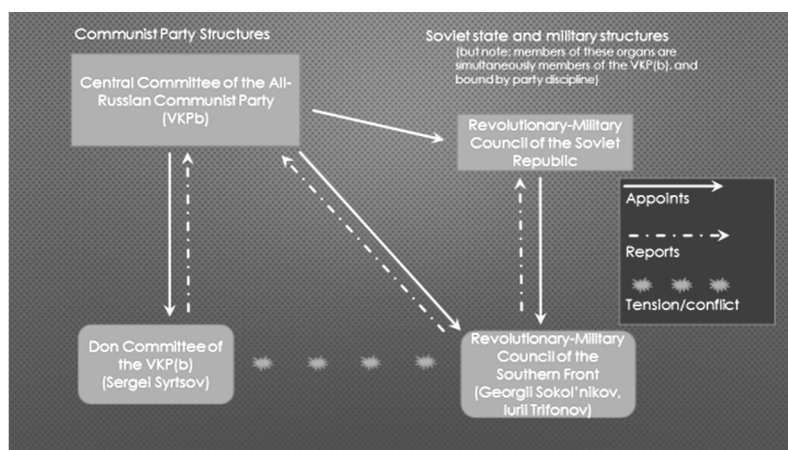 Communist Party Structures
Soviet state and military structures
(but note: members of these organs are
simultaneously members of the VKP(b), and
bound by party discipline)
Central Committee of the All-
Russian Communist Party
(VKPb)
Revolutionary-Military
Council of the Soviet
Republic
Appoints
Reports
Tension/conflict
Don Committee of
the VKP(b)
(Sergei Syrtsov)
Revolutionary-Military
Council of the
Southern Front
(Georgii Sokol'nikov,
Iurii Trifonov)